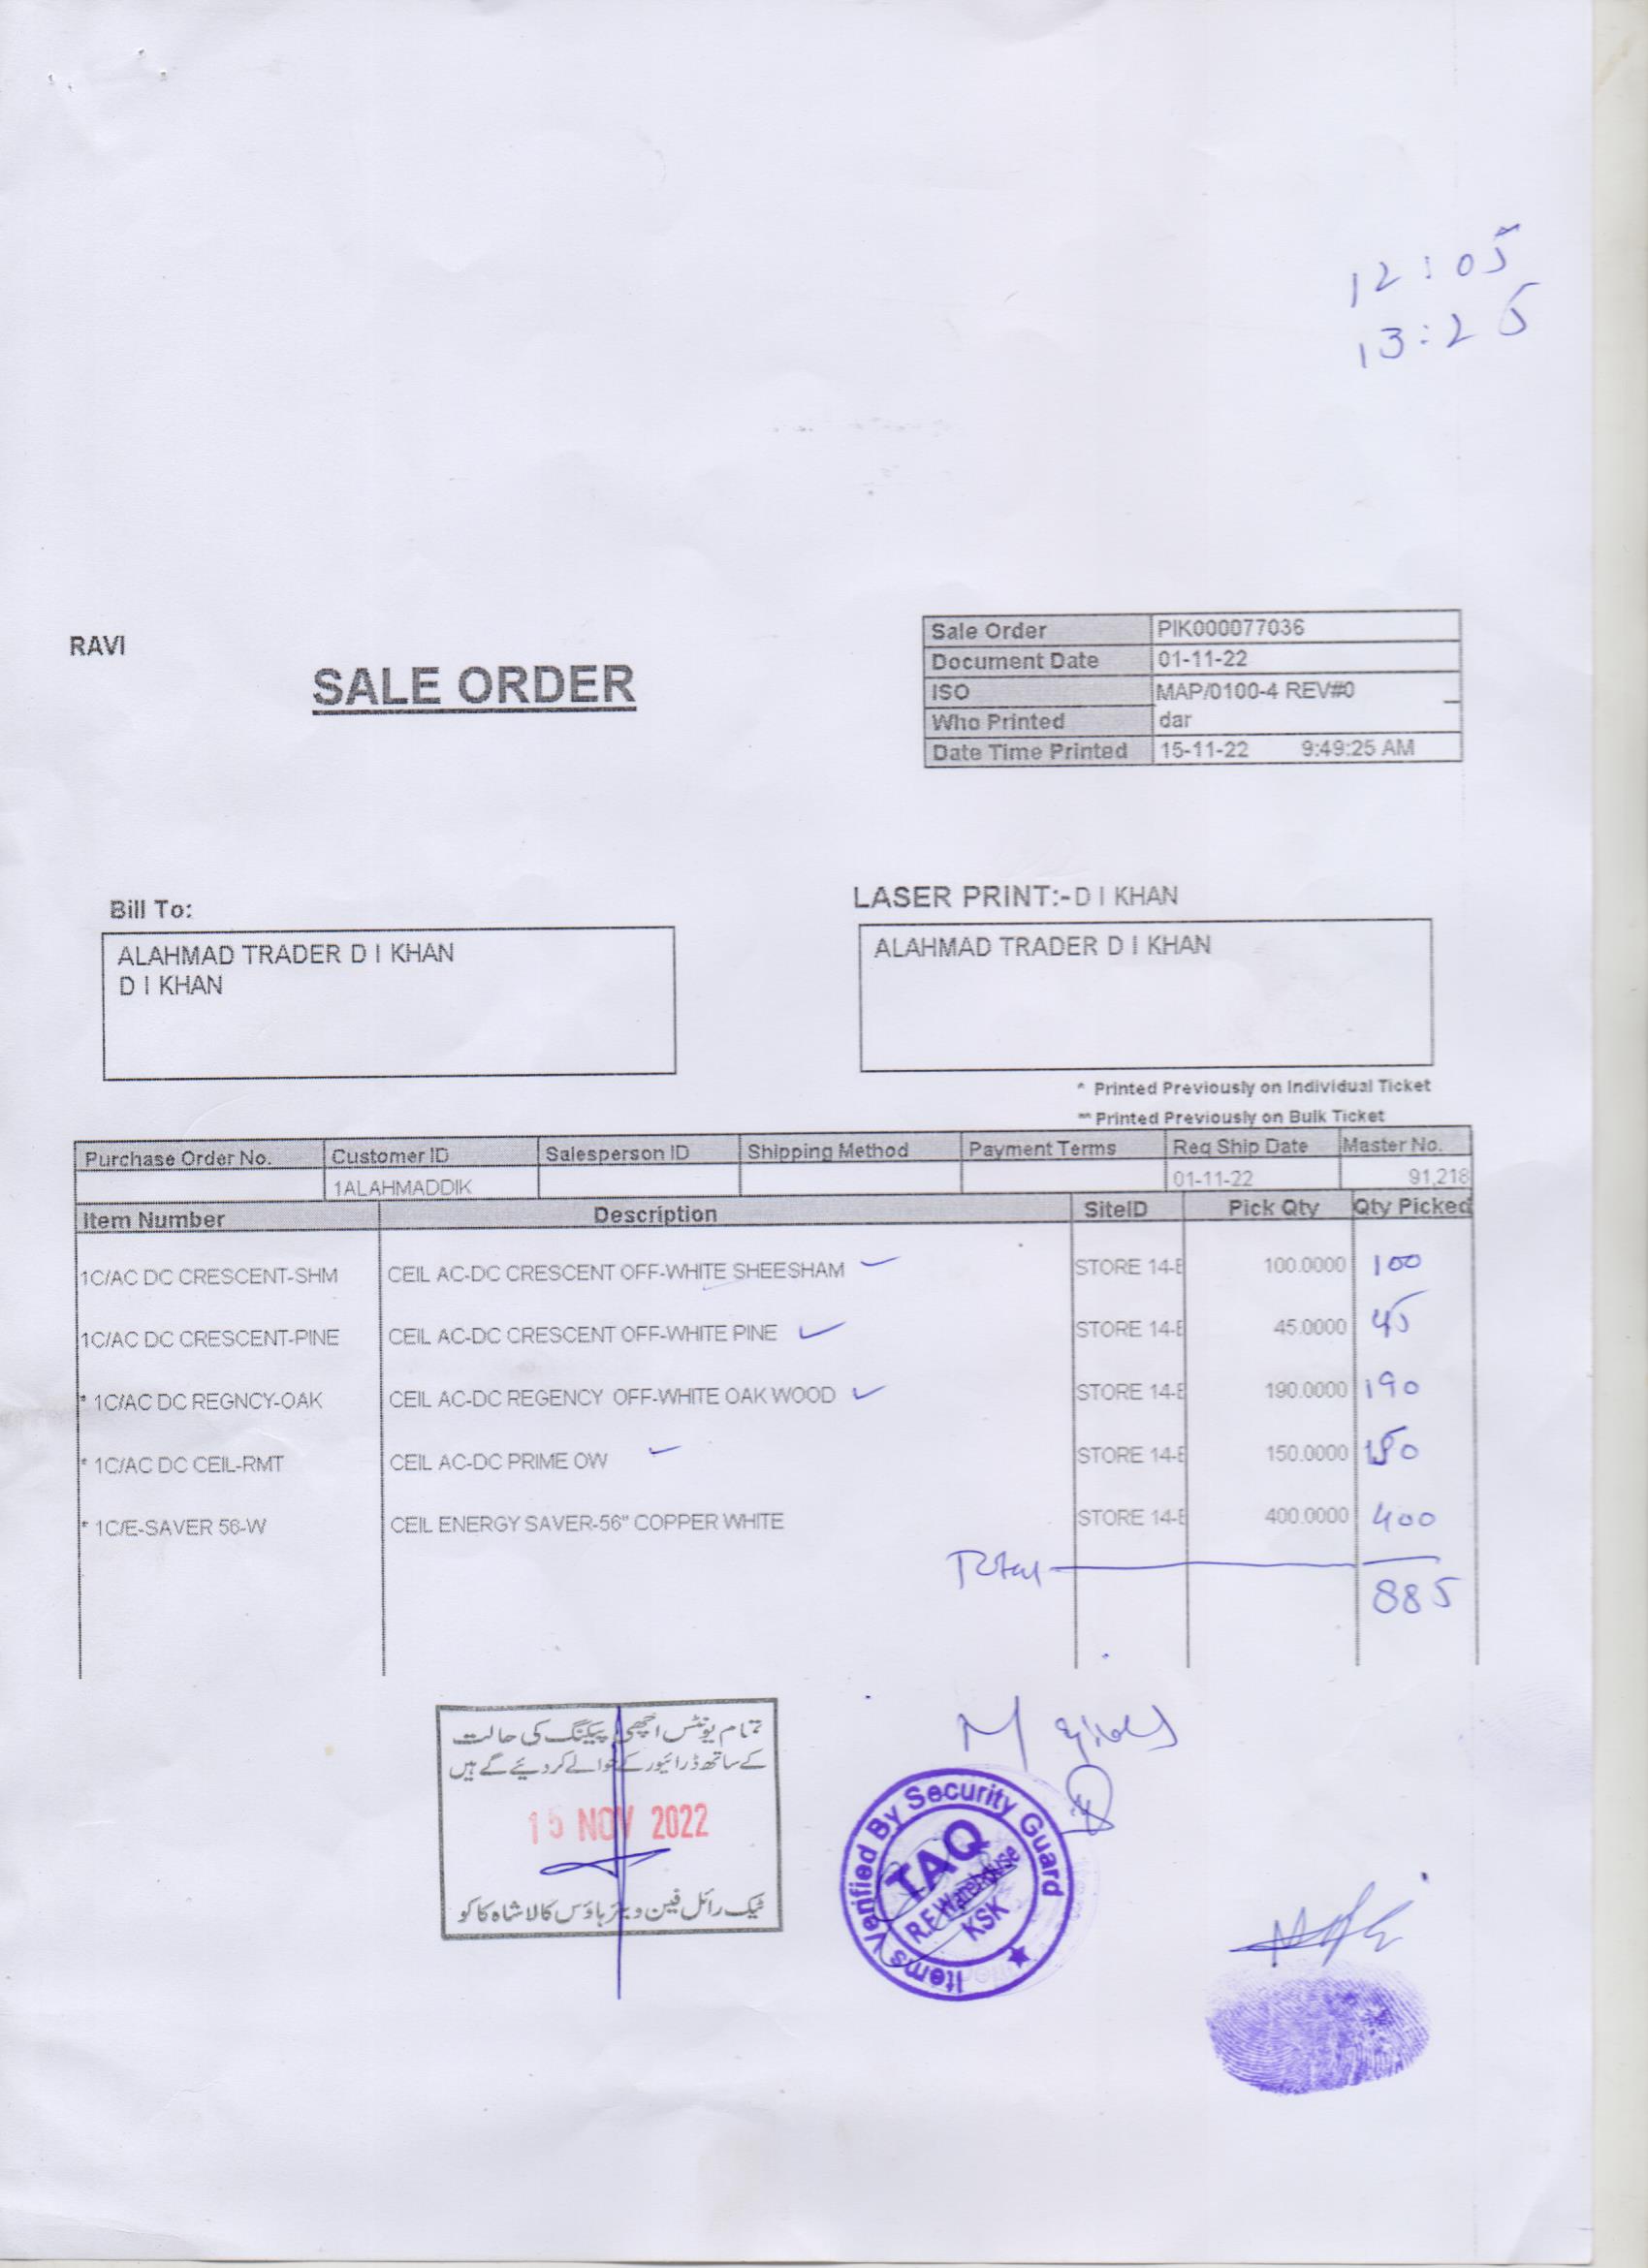 12:05
13:25
RAVI
SALE ORDER
Sale Order PIK000077036
Document Date 01-11-22
ISO MAP/0100-4 REV#0
Who Printed dar
Date Time Printed 15-11-22 9:49:25 AM
Bill To:
ALAHMAD TRADER D I KHAN
D I KHAN
LASER PRINT:-D I KHAN
ALAHMAD TRADER D I KHAN
* Printed Previously on Individual Ticket
** Printed Previously on Bulk Ticket
Purchase Order No. Customer ID Salesperson ID Shipping Method Payment Terms Req Ship Date Master No.
1ALAHMADDIK 01-11-22 91,218
Item Number Description SiteID Pick Qty Qty Picked
1C/AC DC CRESCENT-SHM CEIL AC-DC CRESCENT OFF-WHITE SHEESHAM STORE 14-E 100.0000 100
1C/AC DC CRESCENT-PINE CEIL AC-DC CRESCENT OFF-WHITE PINE STORE 14-E 45.0000 45
* 1C/AC DC REGNCY-OAK CEIL AC-DC REGENCY OFF-WHITE OAK WOOD STORE 14-E 190.0000 190
* 1C/AC DC CEIL-RMT CEIL AC-DC PRIME OW STORE 14-E 150.0000 150
* 1C/E-SAVER 56-W CEIL ENERGY SAVER-56" COPPER WHITE STORE 14-E 400.0000 400
Total 885
تمام یونٹس اچھی پیکنگ کی حالت
کے ساتھ ڈرائیور کے حوالے کر دیئے گے ہیں
15 NOV 2022
ٹیک رائل فین ویئر ہاؤس کالا شاہ کاکو
Items Verified By Security Guard
TAQ
R.F. Warehouse
KSK